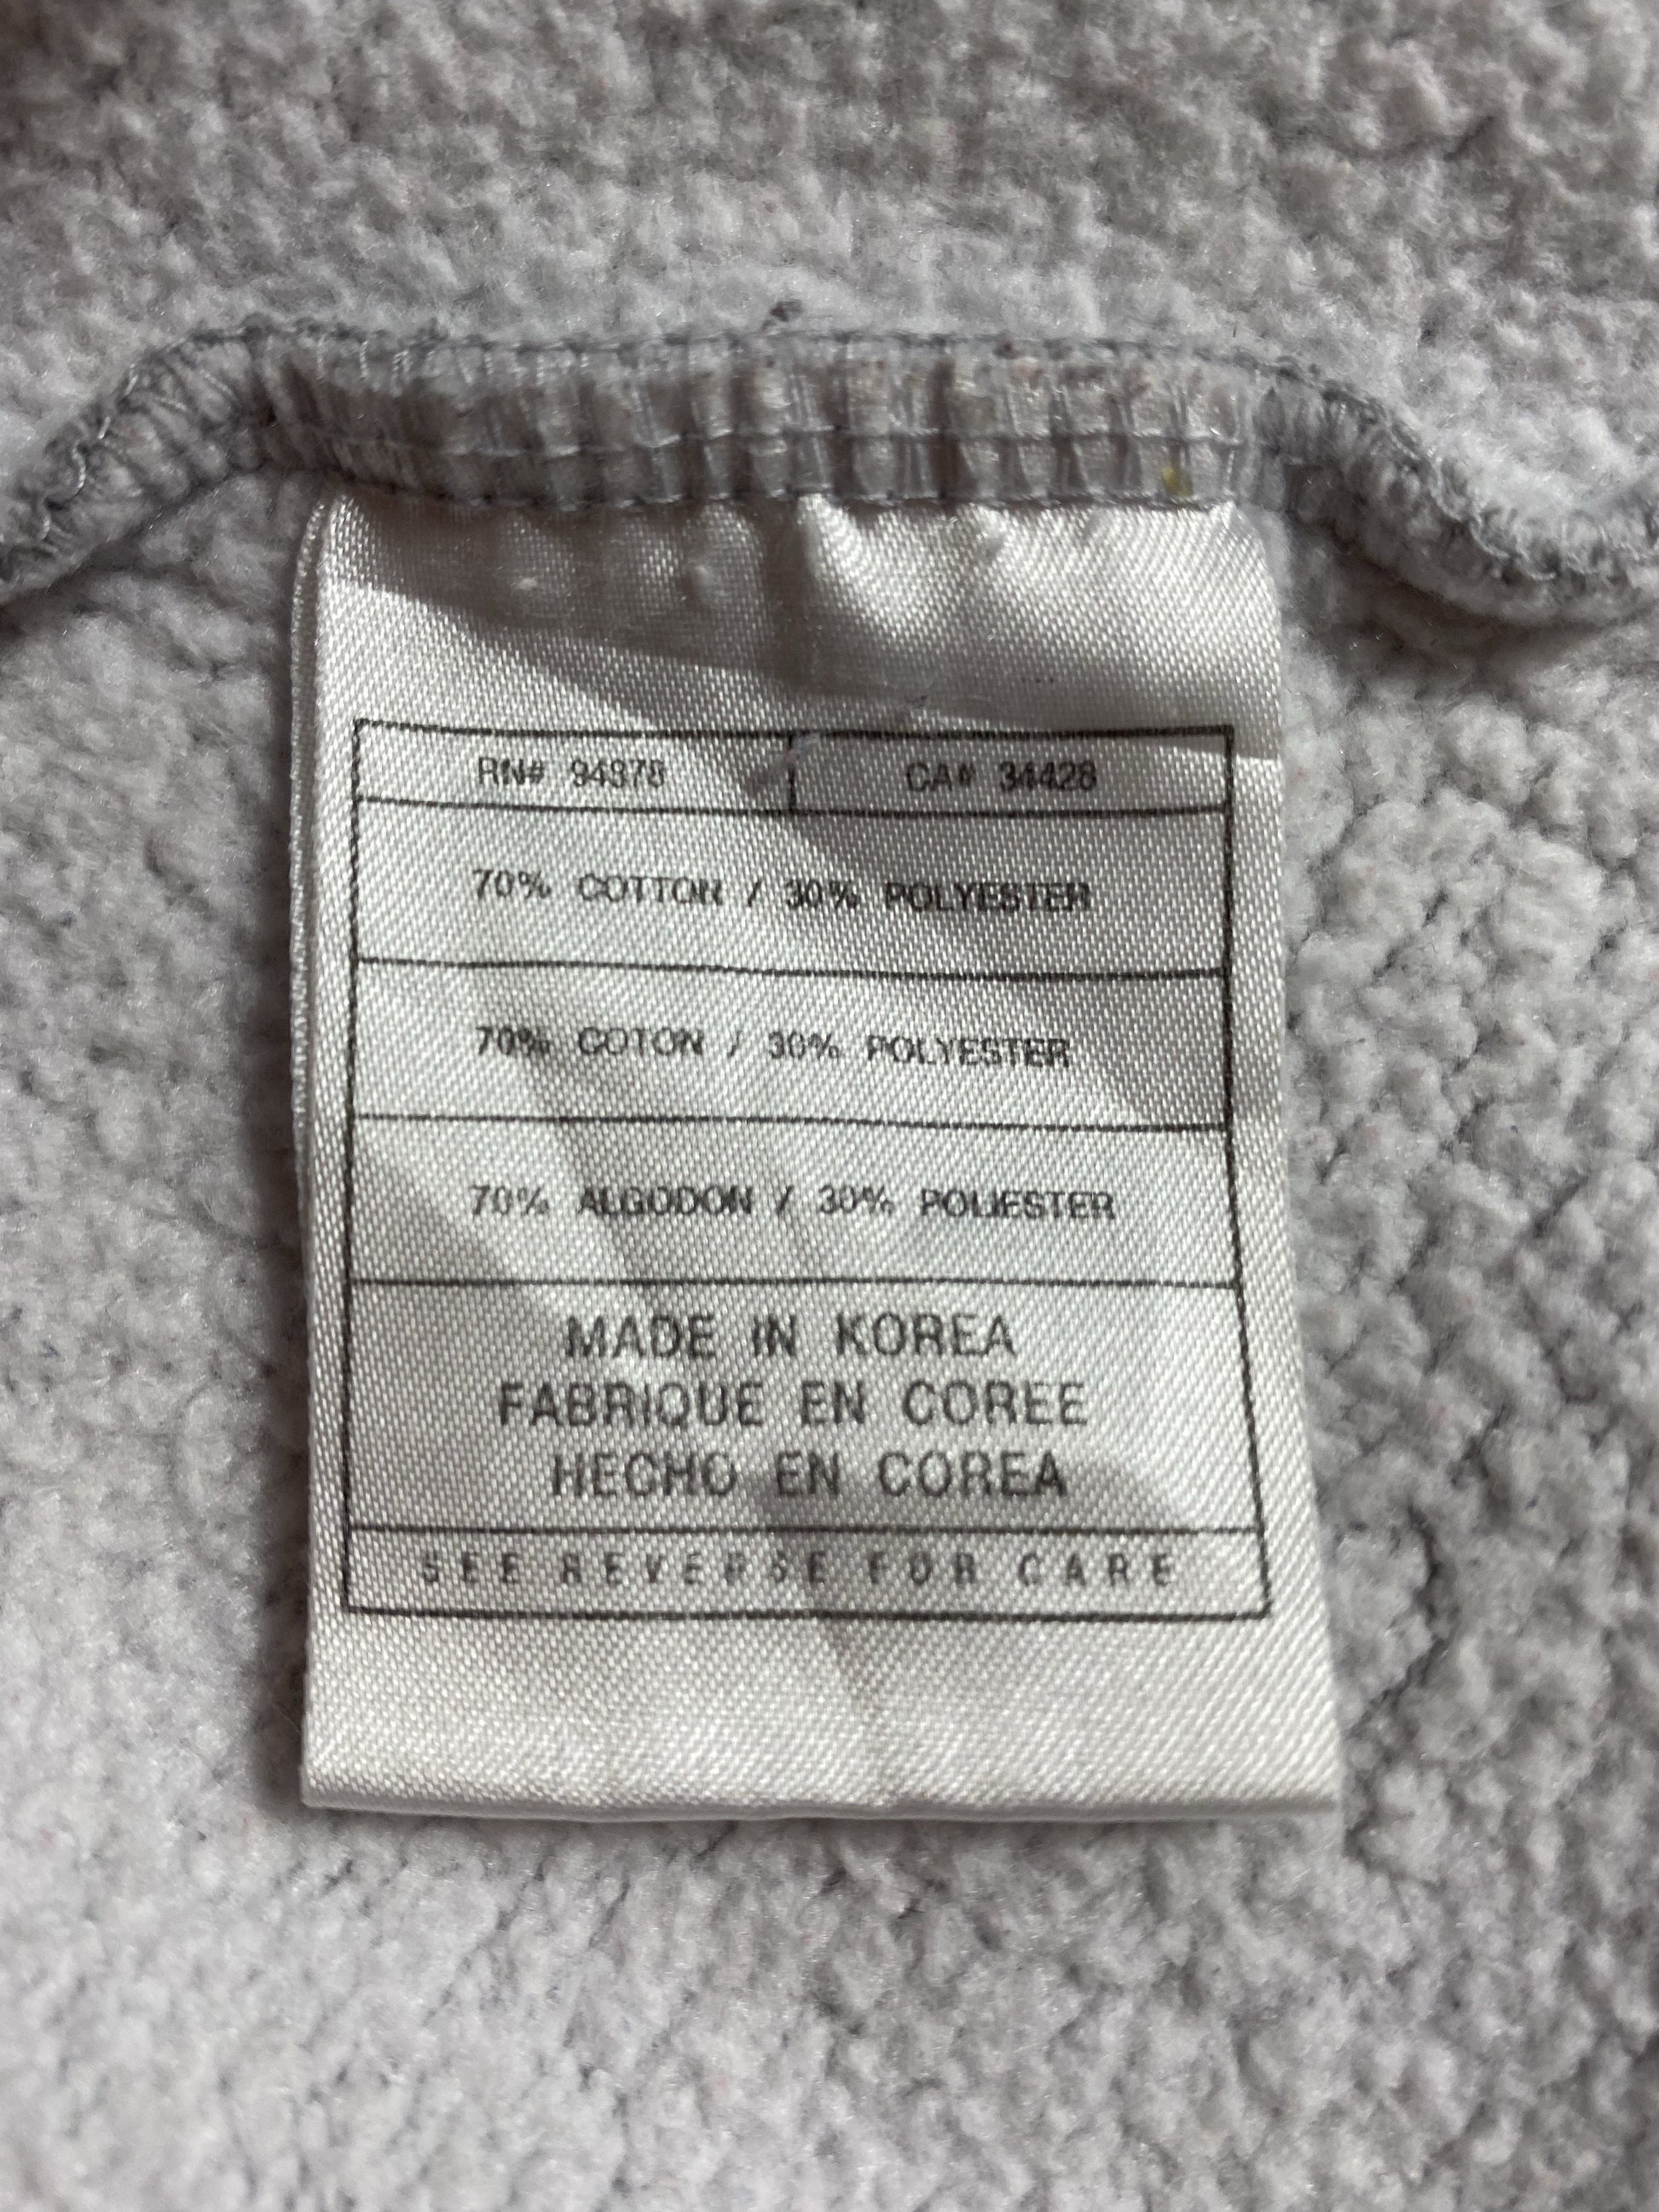 RN# 94878 CA# 34428
70% COTTON / 30% POLYESTER
70% COTON / 30% POLYESTER
70% ALGODON / 30% POLIESTER
MADE IN KOREA
FABRIQUE EN COREE
HECHO EN COREA
SEE REVERSE FOR CARE